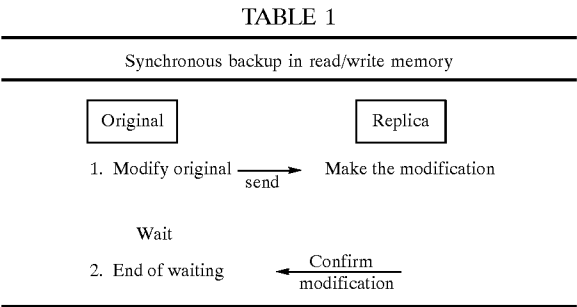 TABLE 1
Synchronous backup in read/write memory
Original Replica
1. Modify original send Make the modification
Wait
2. End of waiting Confirm modification